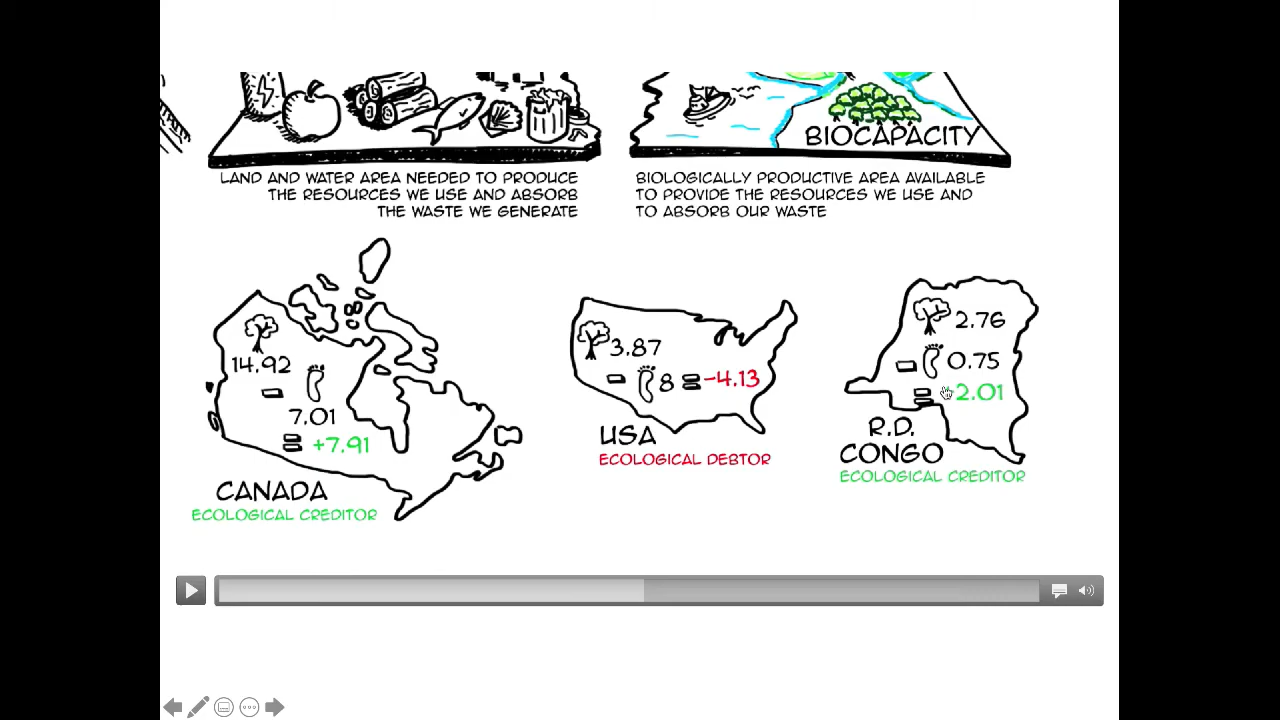 BIOCAPACITY
LAND AND WATER AREA NEEDED TO PRODUCE
THE RESOURCES WE USE AND ABSORB
THE WASTE WE GENERATE
BIOLOGICALLY PRODUCTIVE AREA AVAILABLE
TO PROVIDE THE RESOURCES WE USE AND
TO ABSORB OUR WASTE
14.92
-
7.01
= +7.91
CANADA
ECOLOGICAL CREDITOR
3.87
- 8 = -4.13
USA
ECOLOGICAL DEBTOR
2.76
- 0.75
= 2.01
R.D.
CONGO
ECOLOGICAL CREDITOR